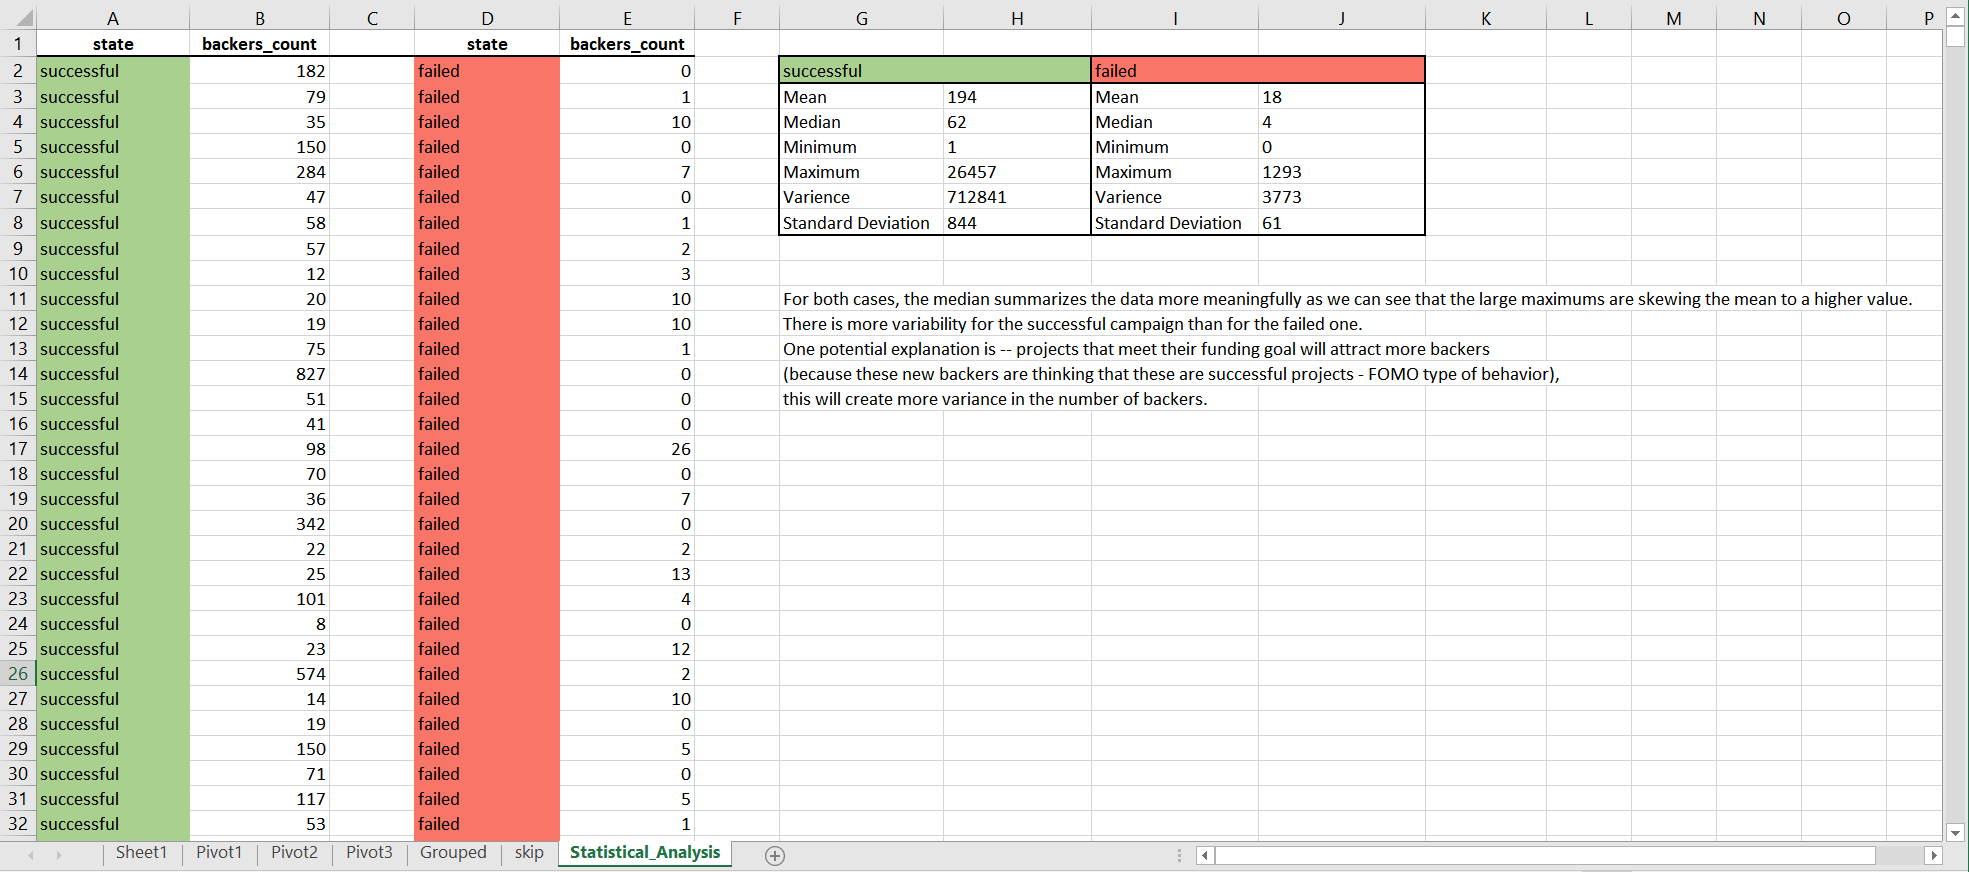 A B C D E F G H I J K L M N O P
1 state backers_count state backers_count
2 successful 182 failed 0 successful failed
3 successful 79 failed 1 Mean 194 Mean 18
4 successful 35 failed 10 Median 62 Median 4
5 successful 150 failed 0 Minimum 1 Minimum 0
6 successful 284 failed 7 Maximum 26457 Maximum 1293
7 successful 47 failed 0 Varience 712841 Varience 3773
8 successful 58 failed 1 Standard Deviation 844 Standard Deviation 61
9 successful 57 failed 2
10 successful 12 failed 3
11 successful 20 failed 10 For both cases, the median summarizes the data more meaningfully as we can see that the large maximums are skewing the mean to a higher value.
12 successful 19 failed 10 There is more variability for the successful campaign than for the failed one.
13 successful 75 failed 1 One potential explanation is -- projects that meet their funding goal will attract more backers
14 successful 827 failed 0 (because these new backers are thinking that these are successful projects - FOMO type of behavior),
15 successful 51 failed 0 this will create more variance in the number of backers.
16 successful 41 failed 0
17 successful 98 failed 26
18 successful 70 failed 0
19 successful 36 failed 7
20 successful 342 failed 0
21 successful 22 failed 2
22 successful 25 failed 13
23 successful 101 failed 4
24 successful 8 failed 0
25 successful 23 failed 12
26 successful 574 failed 2
27 successful 14 failed 10
28 successful 19 failed 0
29 successful 150 failed 5
30 successful 71 failed 0
31 successful 117 failed 5
32 successful 53 failed 1
Sheet1 Pivot1 Pivot2 Pivot3 Grouped skip Statistical_Analysis